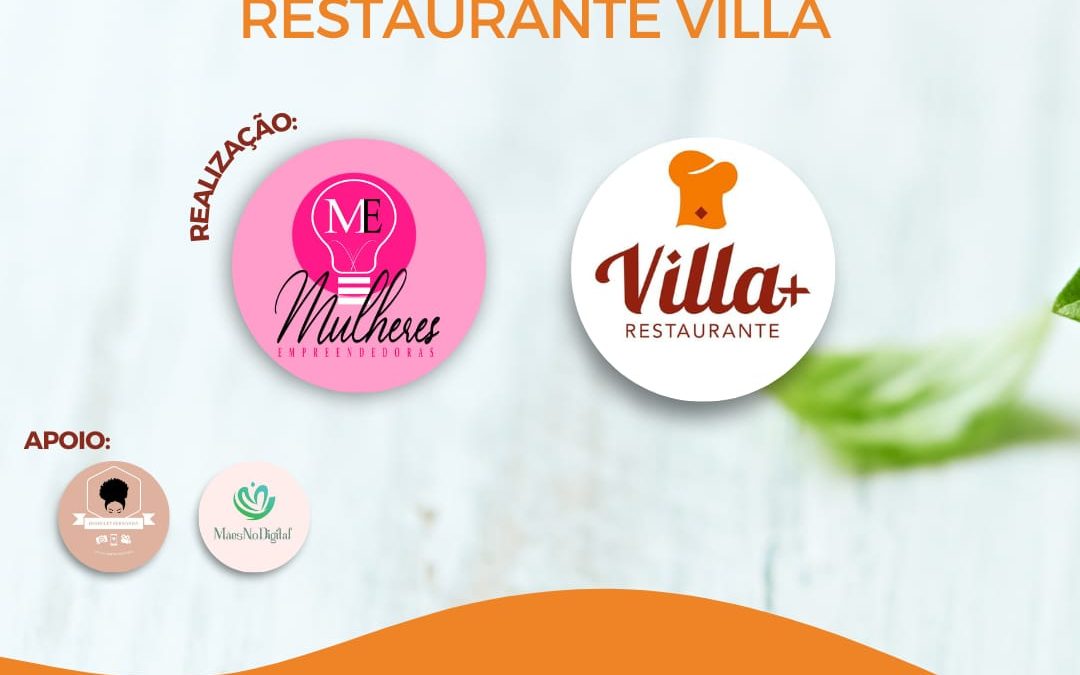 RESTAURANTE VILLA
REALIZAÇÃO:
ME
Mulheres
EMPREENDEDORAS
Villa+
RESTAURANTE
APOIO:
MaesNoDigital